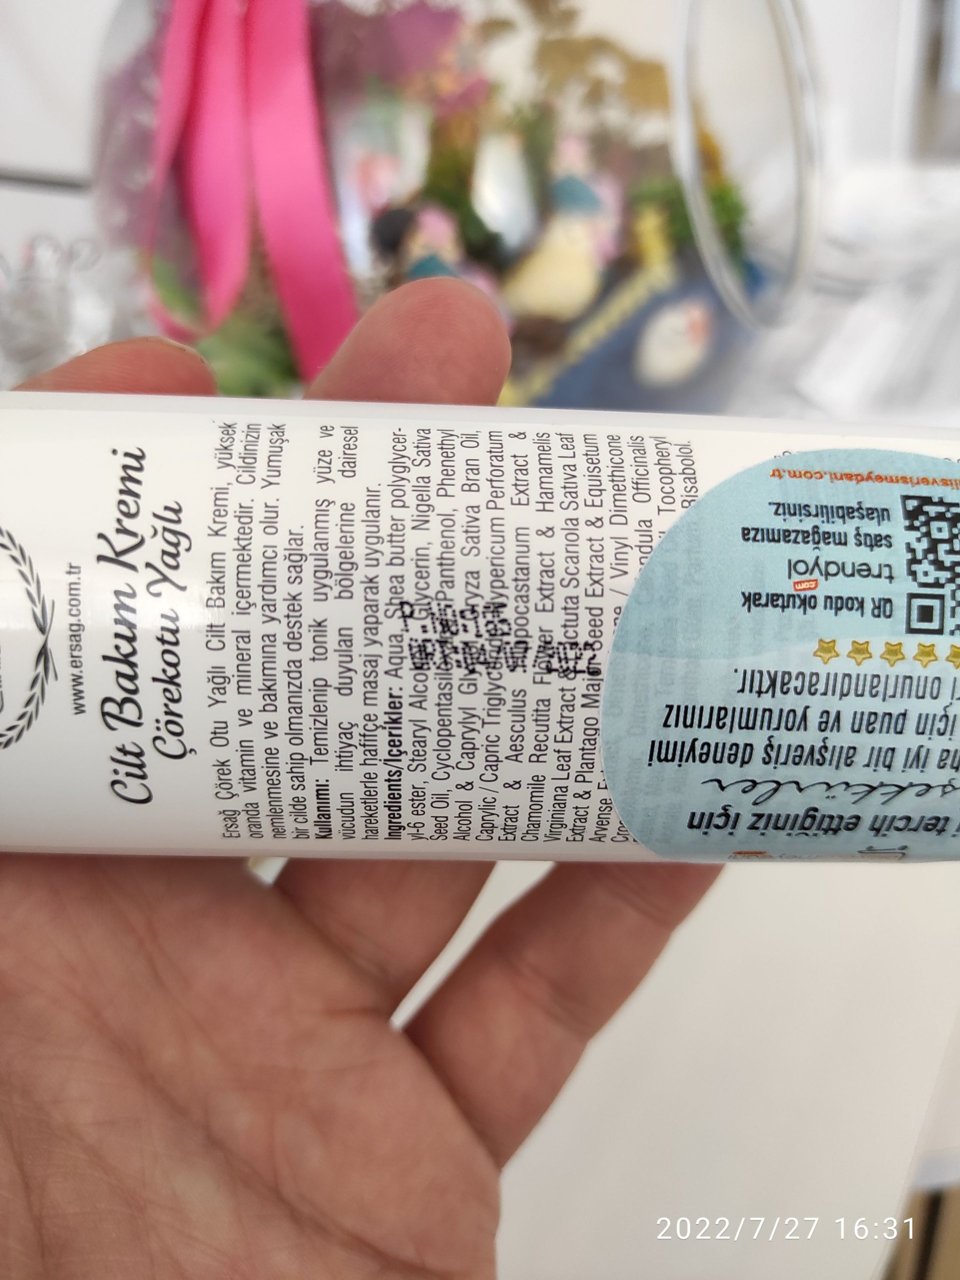 www.ersag.com.tr
Cilt Bakım Kremi
Çörekotu Yağlı
Ersağ Çörek Otu Yağlı Cilt Bakım Kremi, yüksek
oranda vitamin ve mineral içermektedir. Cildinizin
nemlenmesine ve bakımına yardımcı olur. Yumuşak
bir cilde sahip olmanızda destek sağlar.
Kullanımı: Temizlenip tonik uygulanmış yüze ve
vücudun ihtiyaç duyulan bölgelerine dairesel
hareketlerle hafifçe masaj yaparak uygulanır.
Ingredients/İçerikler: Aqua, Shea butter polyglycer-
yl-6 ester, Stearyl Alcohol, Glycerin, Nigella Sativa
Seed Oil, Panthenol, Phenethyl
Alcohol & Caprylyl Oryza Sativa Bran Oil,
Caprylic / Capric Hypericum Perforatum
Extract & Aesculus Hippocastanum Extract &
Chamomile Recutita Flower Extract & Hamamelis
Virginiana Leaf Extract & Lactuta Scariola Sativa Leaf
Extract & Plantago Major Seed Extract & Equisetum
Arvense / Vinyl Dimethicone
Officinalis
Tocopheryl
Bisabolol.
tercih ettiğiniz için
iyi bir alışveriş deneyimi
için puan ve yorumlarınız
onurlandıracaktır.
QR kodu okutarak
trendyol
.com
satış mağazamıza
ulaşabilirsiniz.
2022/7/27 16:31